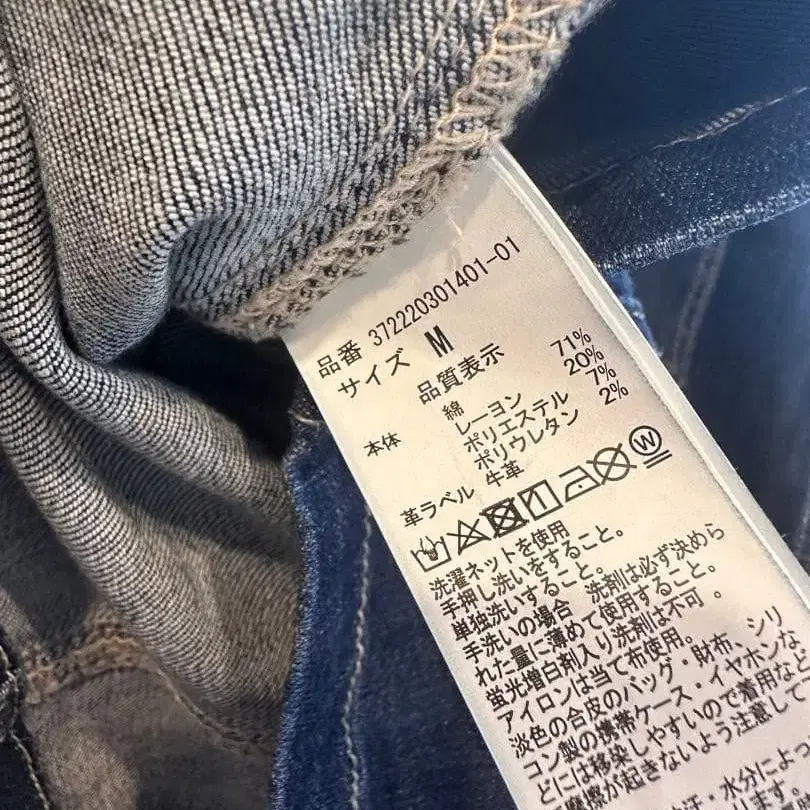 品番 372220301401-01
サイズ M
品質表示
本体 綿 71%
レーヨン 20%
ポリエステル 7%
ポリウレタン 2%
革ラベル 牛革
洗濯ネットを使用
手押し洗いをすること。
単独洗いすること。
手洗いの場合 洗剤は必ず決めら
れた量に薄めて使用すること。
蛍光増白剤入り洗剤は不可。
アイロンは当て布使用。
淡色の合皮のバッグ・財布、シリ
コン製の携帯ケース・イヤホンな
どには移染しやすいので着用など
が起きないよう注意して
・水分によっ
ます。